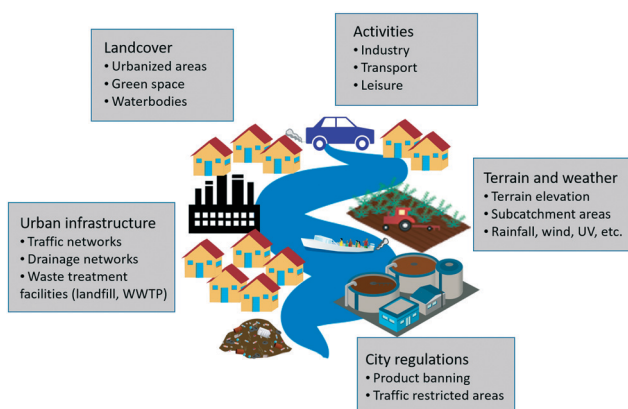 Landcover
• Urbanized areas
• Green space
• Waterbodies
Activities
• Industry
• Transport
• Leisure
Urban infrastructure
• Traffic networks
• Drainage networks
• Waste treatment
facilities (landfill, WWTP)
Terrain and weather
• Terrain elevation
• Subcatchment areas
• Rainfall, wind, UV, etc.
City regulations
• Product banning
• Traffic restricted areas